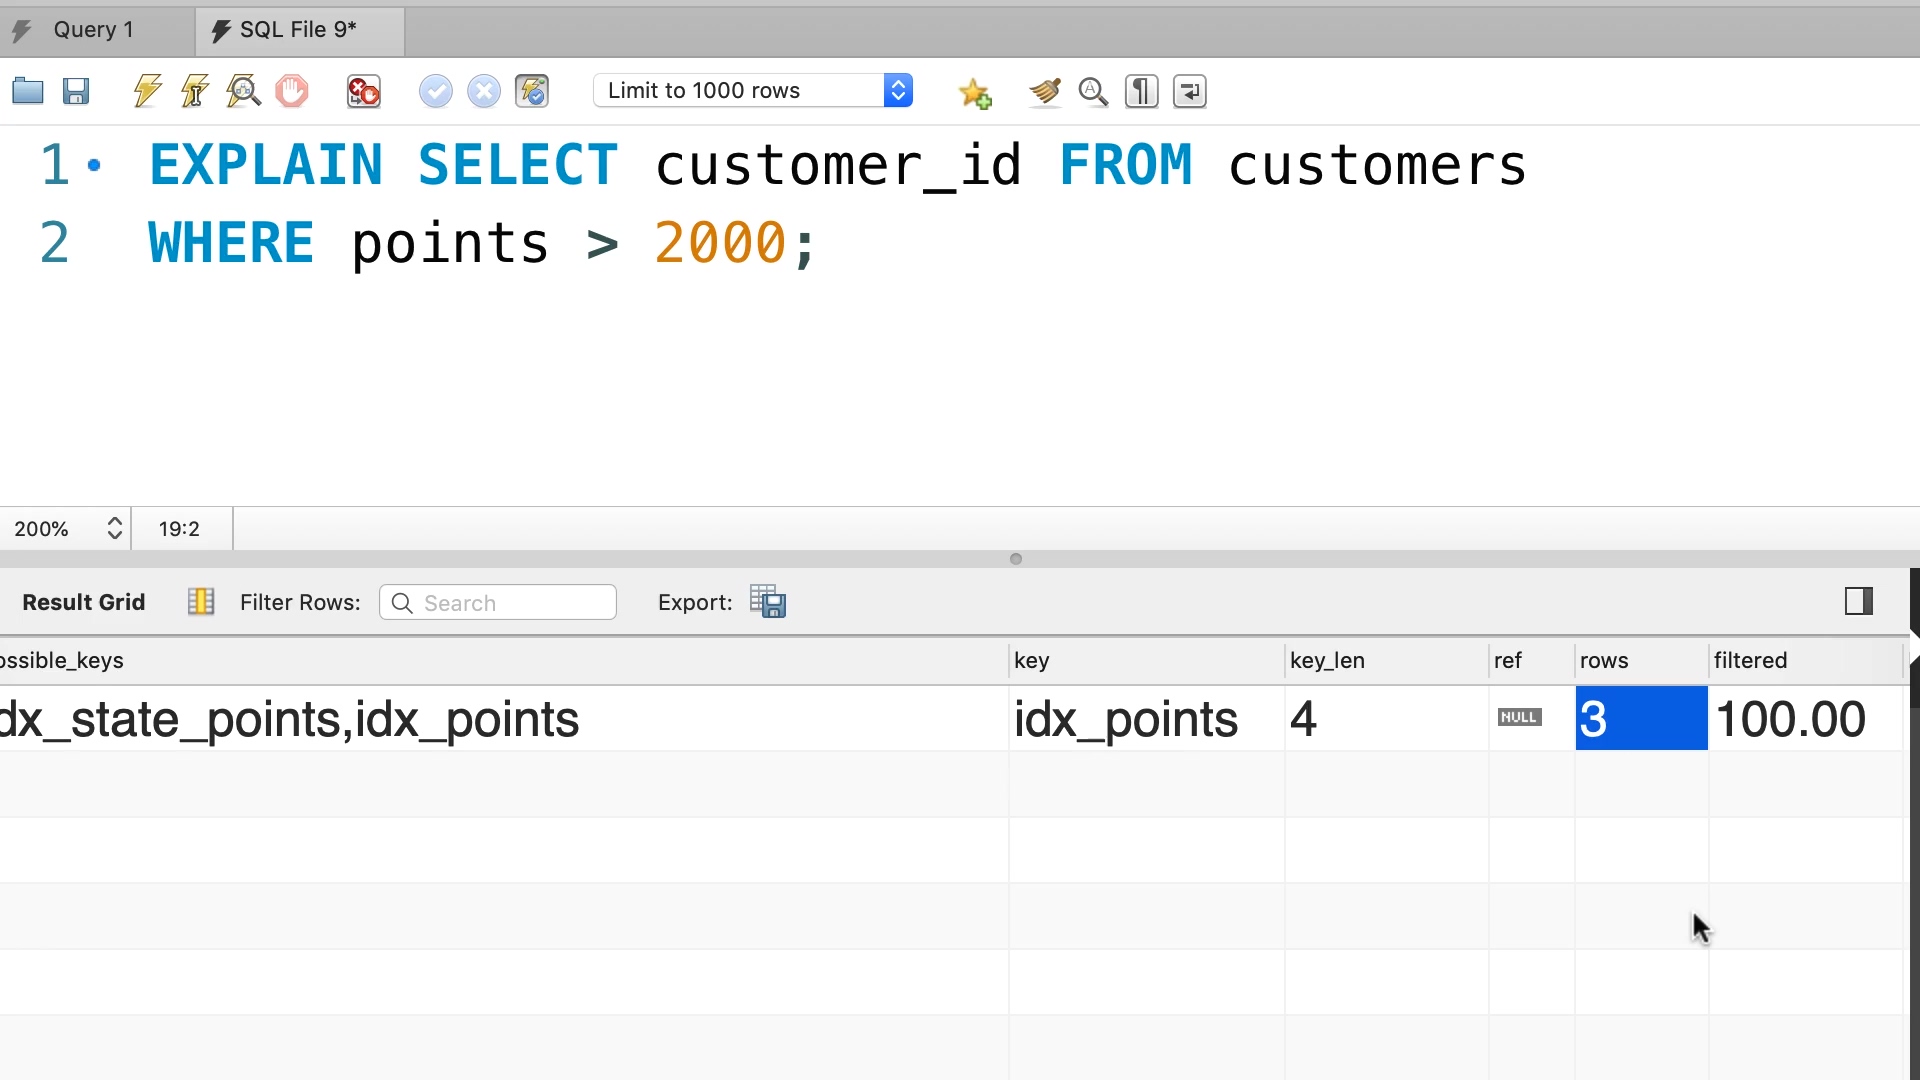 Query 1
SQL File 9*
Limit to 1000 rows
1 EXPLAIN SELECT customer_id FROM customers
2 WHERE points > 2000;
200%
19:2
Result Grid
Filter Rows:
Search
Export:
ossible_keys key key_len ref rows filtered
dx_state_points,idx_points idx_points 4 NULL 3 100.00